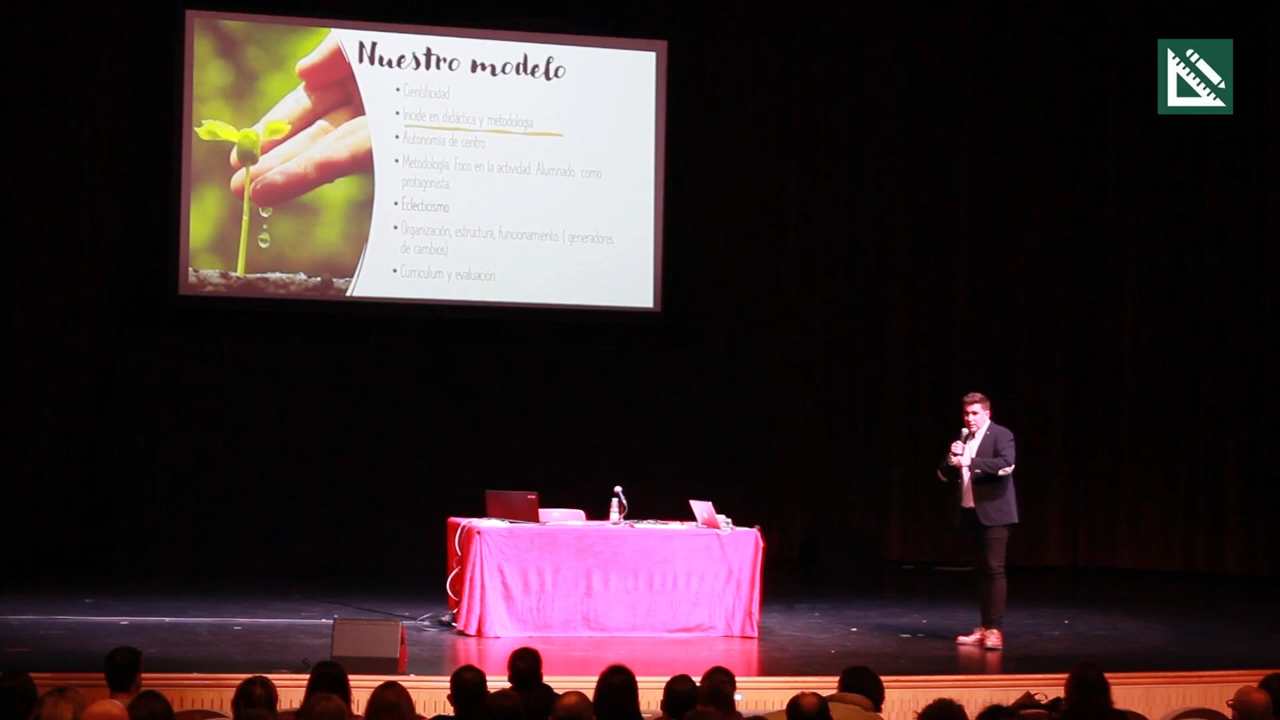 Nuestro modelo
• Cientificidad
• Incide en didáctica y metodología
• Autonomía de centro
• Metodología. Foco en la actividad. Alumnado como
protagonista.
• Eclecticismo
• Organización, estructura, funcionamiento. ( generadores
de cambios)
• Curriculum y evaluación